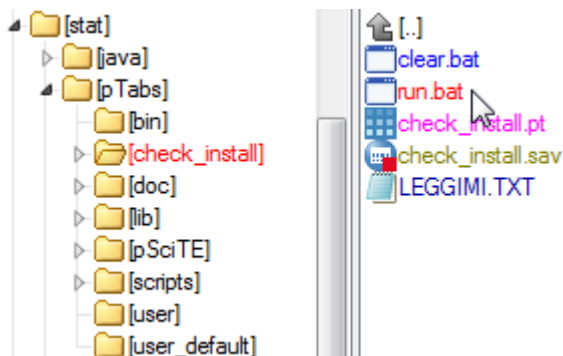 [stat]
[java]
[pTabs]
[bin]
[check_install]
[doc]
[lib]
[pSciTE]
[scripts]
[user]
[user_default]
[..]
clear.bat
run.bat
check_install.pt
check_install.sav
LEGGIMI.TXT